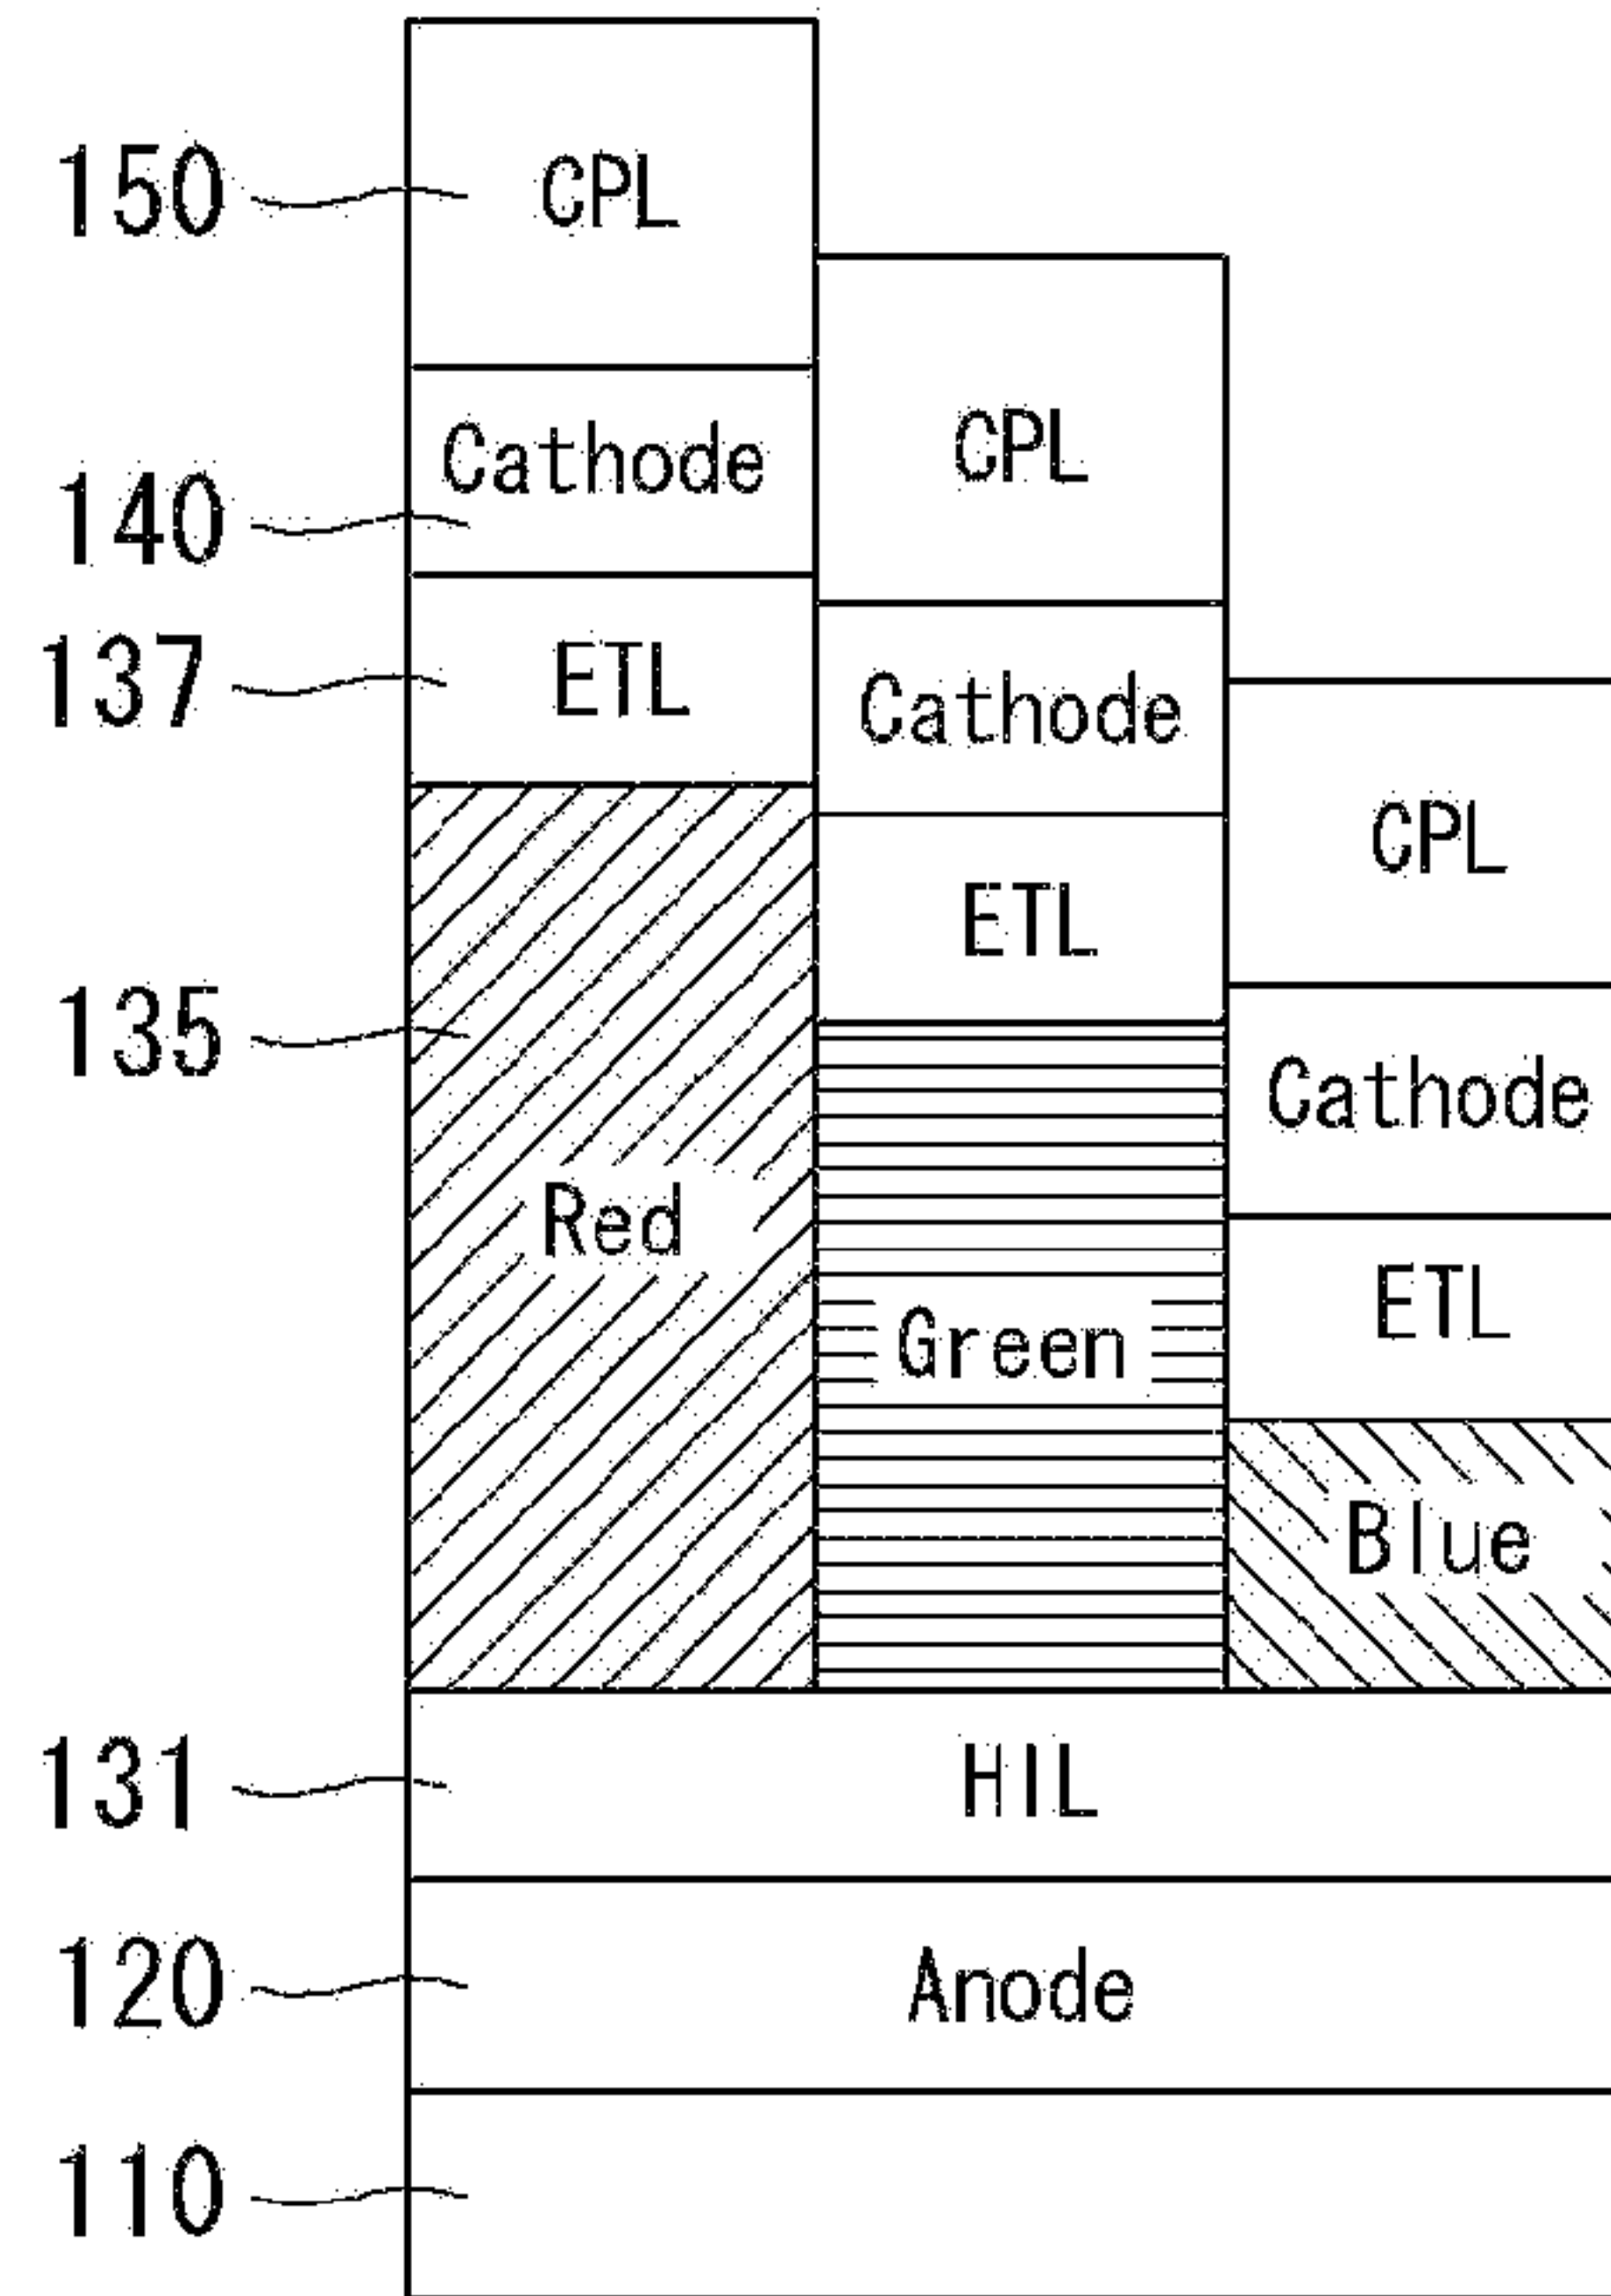 150 CPL
140 Cathode CPL
137 ETL Cathode
CPL
ETL
135 Cathode
Red ETL
Green
Blue
131 HIL
120 Anode
110